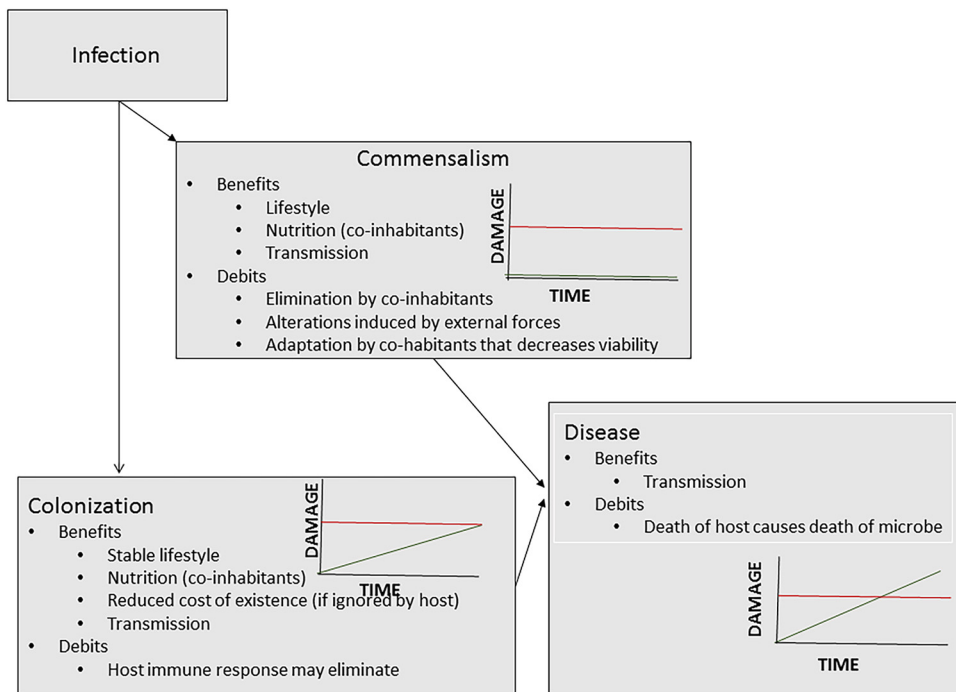 Infection
Commensalism
• Benefits
• Lifestyle
• Nutrition (co-inhabitants)
• Transmission
• Debits
• Elimination by co-inhabitants
• Alterations induced by external forces
• Adaptation by co-habitants that decreases viability
DAMAGE
TIME
Colonization
• Benefits
• Stable lifestyle
• Nutrition (co-inhabitants)
• Reduced cost of existence (if ignored by host)
• Transmission
• Debits
• Host immune response may eliminate
DAMAGE
TIME
Disease
• Benefits
• Transmission
• Debits
• Death of host causes death of microbe
DAMAGE
TIME